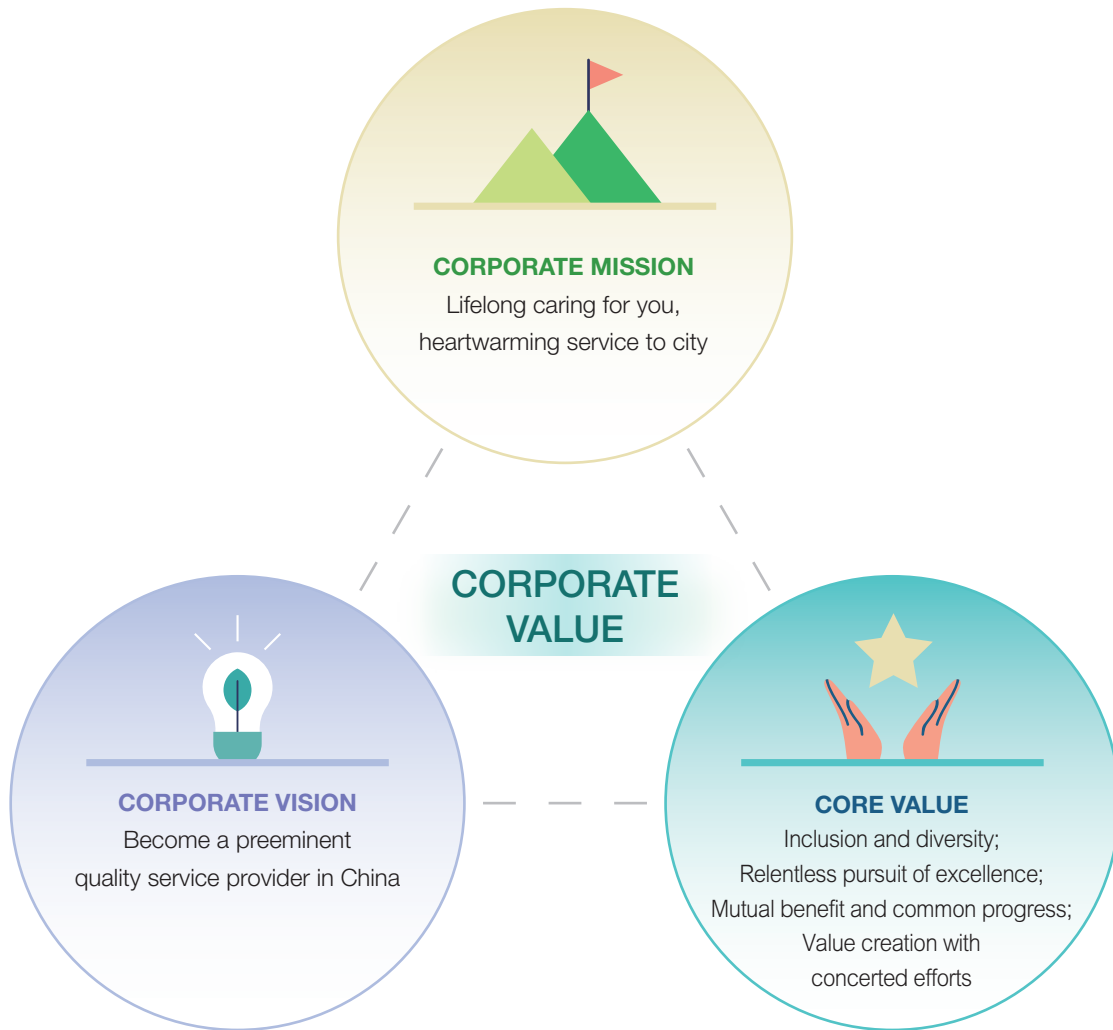 CORPORATE MISSION
Lifelong caring for you,
heartwarming service to city
CORPORATE
VALUE
CORPORATE VISION
Become a preeminent
quality service provider in China
CORE VALUE
Inclusion and diversity;
Relentless pursuit of excellence;
Mutual benefit and common progress;
Value creation with
concerted efforts